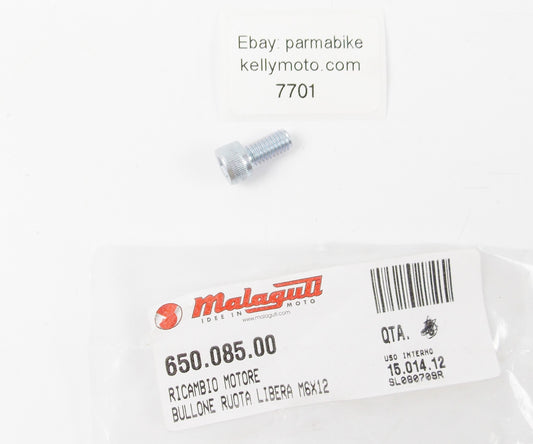 Ebay: parmabike
kellymoto.com
7701
Malaguti
IDEE IN MOTO
www.malaguti.com
650.085.00
RICAMBIO MOTORE
BULLONE RUOTA LIBERA M6X12
QTA.
USO INTERNO
15.014.12
SL080709R